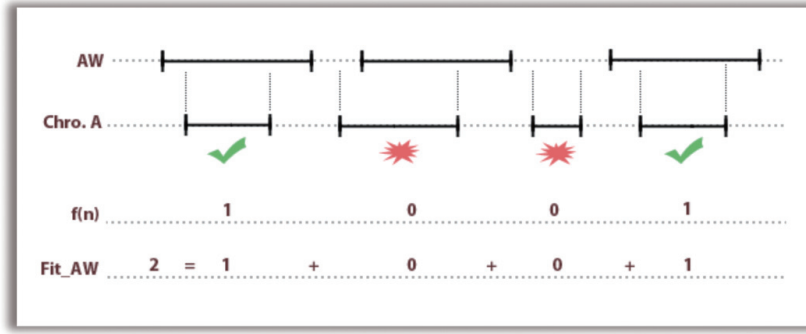 AW
Chro. A
f(n) 1 0 0 1
Fit_AW 2 = 1 + 0 + 0 + 1